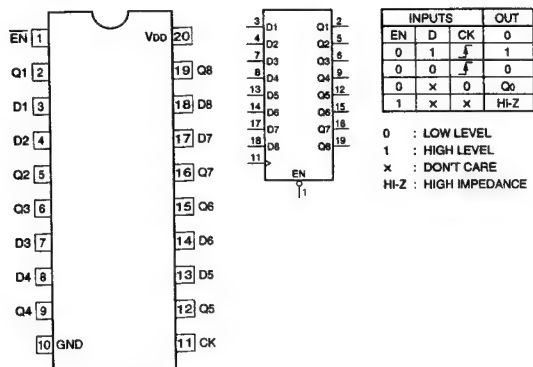 EN 1 VDD 20
Q1 2 19 Q8
D1 3 18 D8
D2 4 17 D7
Q2 5 16 Q7
Q3 6 15 Q6
D3 7 14 D6
D4 8 13 D5
Q4 9 12 Q5
10 GND 11 CK
3 D1 Q1 2
4 D2 Q2 5
7 D3 Q3 6
8 D4 Q4 9
13 D5 Q5 12
14 D6 Q6 15
17 D7 Q7 16
18 D8 Q8 19
11
EN
1
INPUTS OUT
EN D CK 0
0 1 1
0 0 0
0 × 0 Q0
1 × × HI-Z
0 : LOW LEVEL
1 : HIGH LEVEL
× : DON'T CARE
HI-Z : HIGH IMPEDANCE